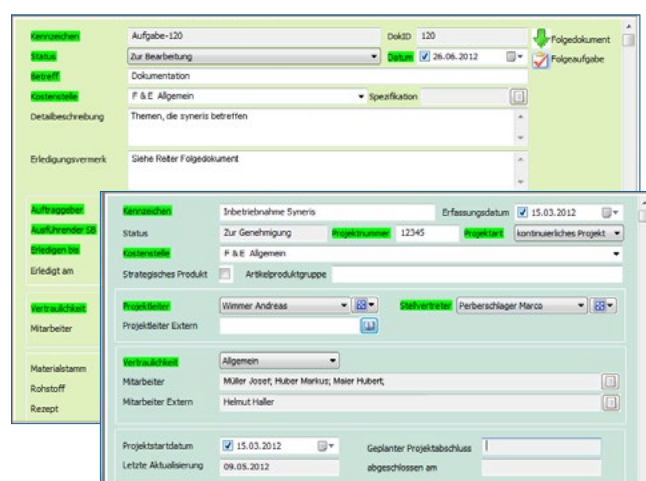 Kennzeichen Aufgabe-120 DokID 120 Folgedokument
Status Zur Bearbeitung Datum 26.06.2012 Folgeaufgabe
Betreff Dokumentation
Kostenstelle F & E Allgemein Spezifikation
Detailbeschreibung Themen, die syneris betreffen
Erledigungsvermerk Siehe Reiter Folgedokument
Auftraggeber
Ausführender SB
Erledigen bis
Erledigt am
Vertraulichkeit
Mitarbeiter
Materialstamm
Rohstoff
Rezept
Kennzeichen Inbetriebnahme Syneris Erfassungsdatum 15.03.2012
Status Zur Genehmigung Projektnummer 12345 Projektart kontinuierliches Projekt
Kostenstelle F & E Allgemein
Strategisches Produkt Artikelproduktgruppe
Projektleiter Wimmer Andreas Stellvertreter Perberschlager Marco
Projektleiter Extern
Vertraulichkeit Allgemein
Mitarbeiter Müller Josef; Huber Markus; Maier Hubert;
Mitarbeiter Extern Helmut Haller
Projektstartdatum 15.03.2012 Geplanter Projektabschluss
Letzte Aktualisierung 09.05.2012 abgeschlossen am